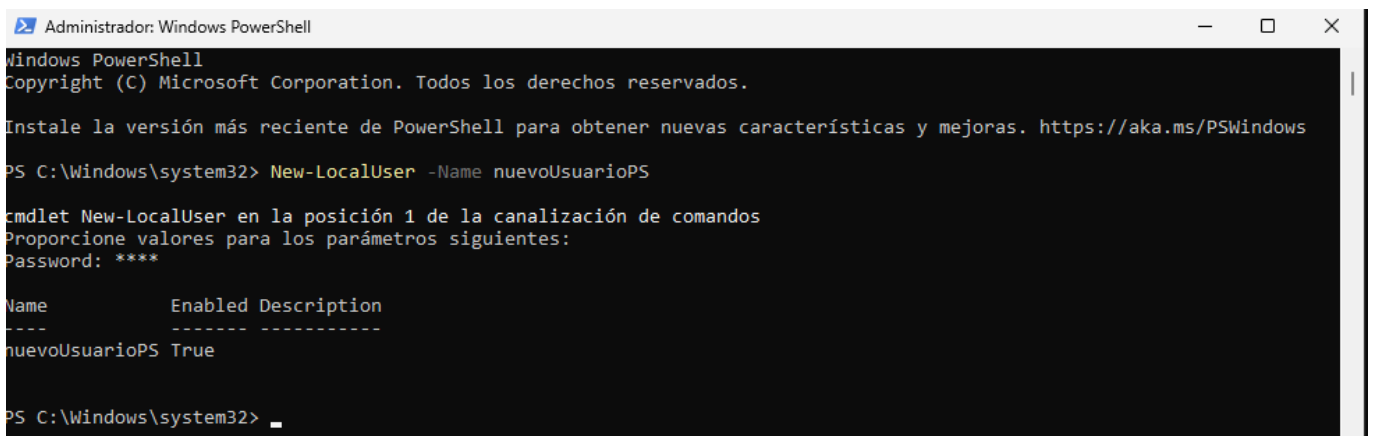 Administrador: Windows PowerShell
Windows PowerShell
Copyright (C) Microsoft Corporation. Todos los derechos reservados.
Instale la versión más reciente de PowerShell para obtener nuevas características y mejoras. https://aka.ms/PSWindows
PS C:\Windows\system32> New-LocalUser -Name nuevoUsuarioPS
cmdlet New-LocalUser en la posición 1 de la canalización de comandos
Proporcione valores para los parámetros siguientes:
Password: ****
Name           Enabled Description
----           ------- -----------
nuevoUsuarioPS True
PS C:\Windows\system32>